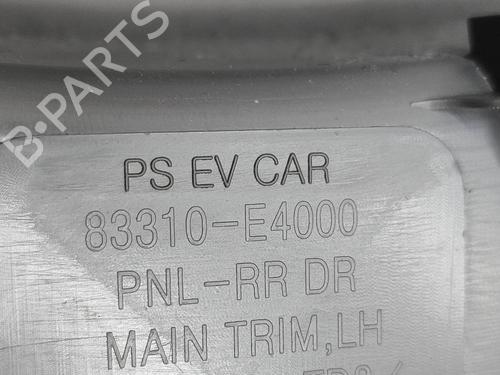 B·PARTS
PS EV CAR
83310-E4000
PNL-RR DR
MAIN TRIM,LH